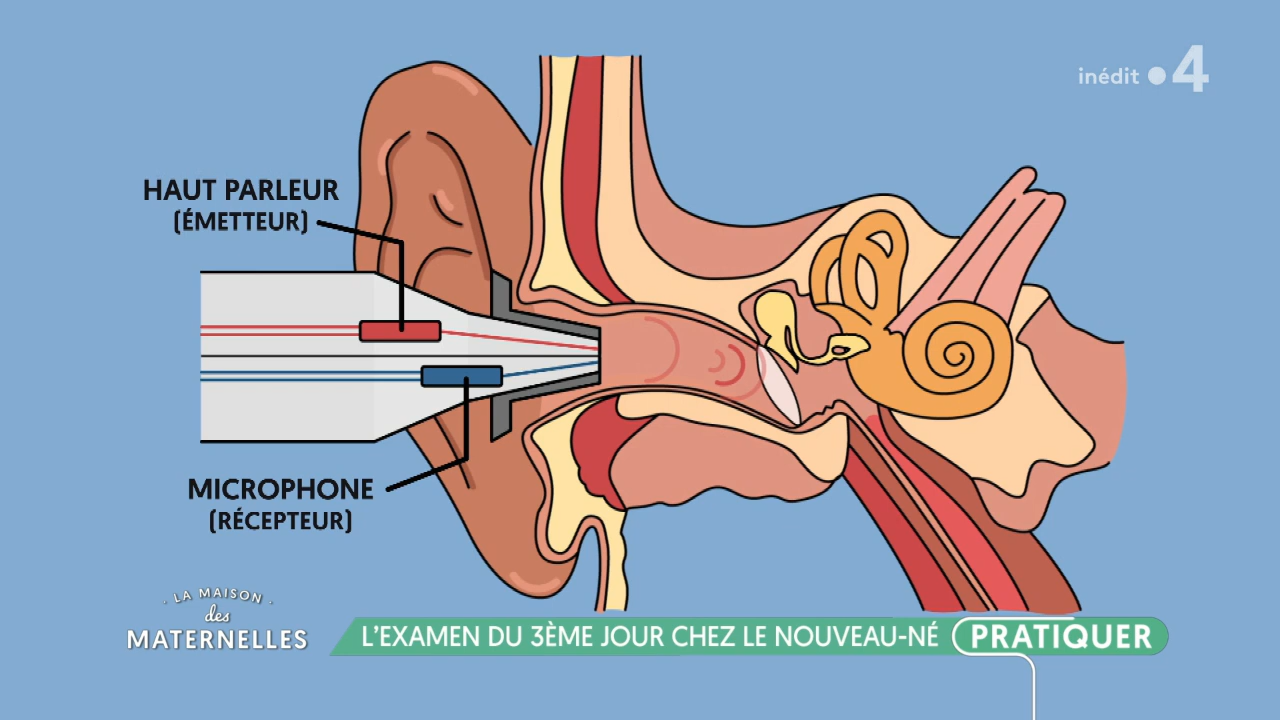 inédit 4
HAUT PARLEUR
(ÉMETTEUR)
MICROPHONE
(RÉCEPTEUR)
· LA MAISON ·
des
MATERNELLES
L'EXAMEN DU 3ÈME JOUR CHEZ LE NOUVEAU-NÉ PRATIQUER